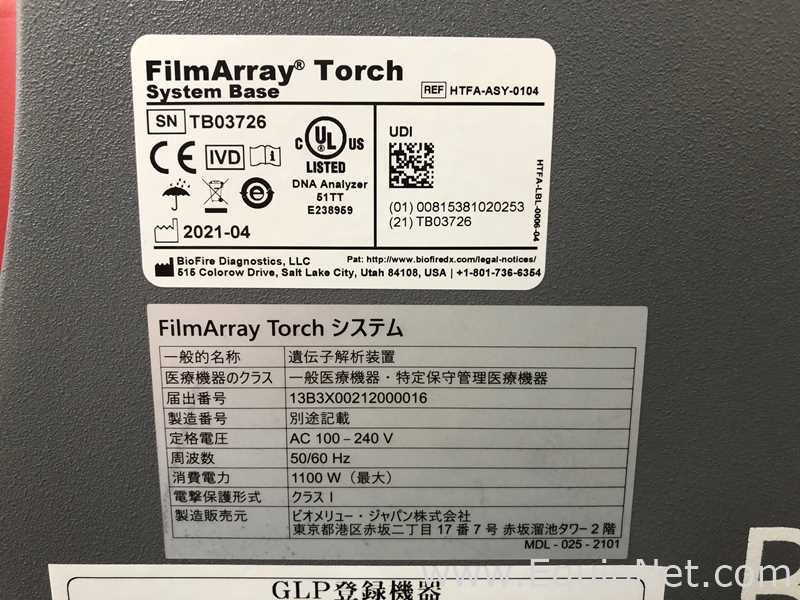 FilmArray® Torch
System Base
REF HTFA-ASY-0104
SN TB03726
CE IVD i
C UL US
LISTED
DNA Analyzer
51TT
E238959
e
2021-04
UDI
(01) 00815381020253
(21) TB03726
HTFA-LBL-0006-04
BioFire Diagnostics, LLC Pat: http://www.biofiredx.com/legal-notices/
515 Colorow Drive, Salt Lake City, Utah 84108, USA | +1-801-736-6354
FilmArray Torch システム
一般的名称 遺伝子解析装置
医療機器のクラス 一般医療機器・特定保守管理医療機器
届出番号 13B3X00212000016
製造番号 別途記載
定格電圧 AC 100 – 240 V
周波数 50/60 Hz
消費電力 1100 W（最大）
電撃保護形式 クラス I
製造販売元 ビオメリュー・ジャパン株式会社
東京都港区赤坂二丁目 17 番 7 号 赤坂溜池タワー 2 階
MDL - 025 - 2101
GLP登録機器
www.EquipNet.com